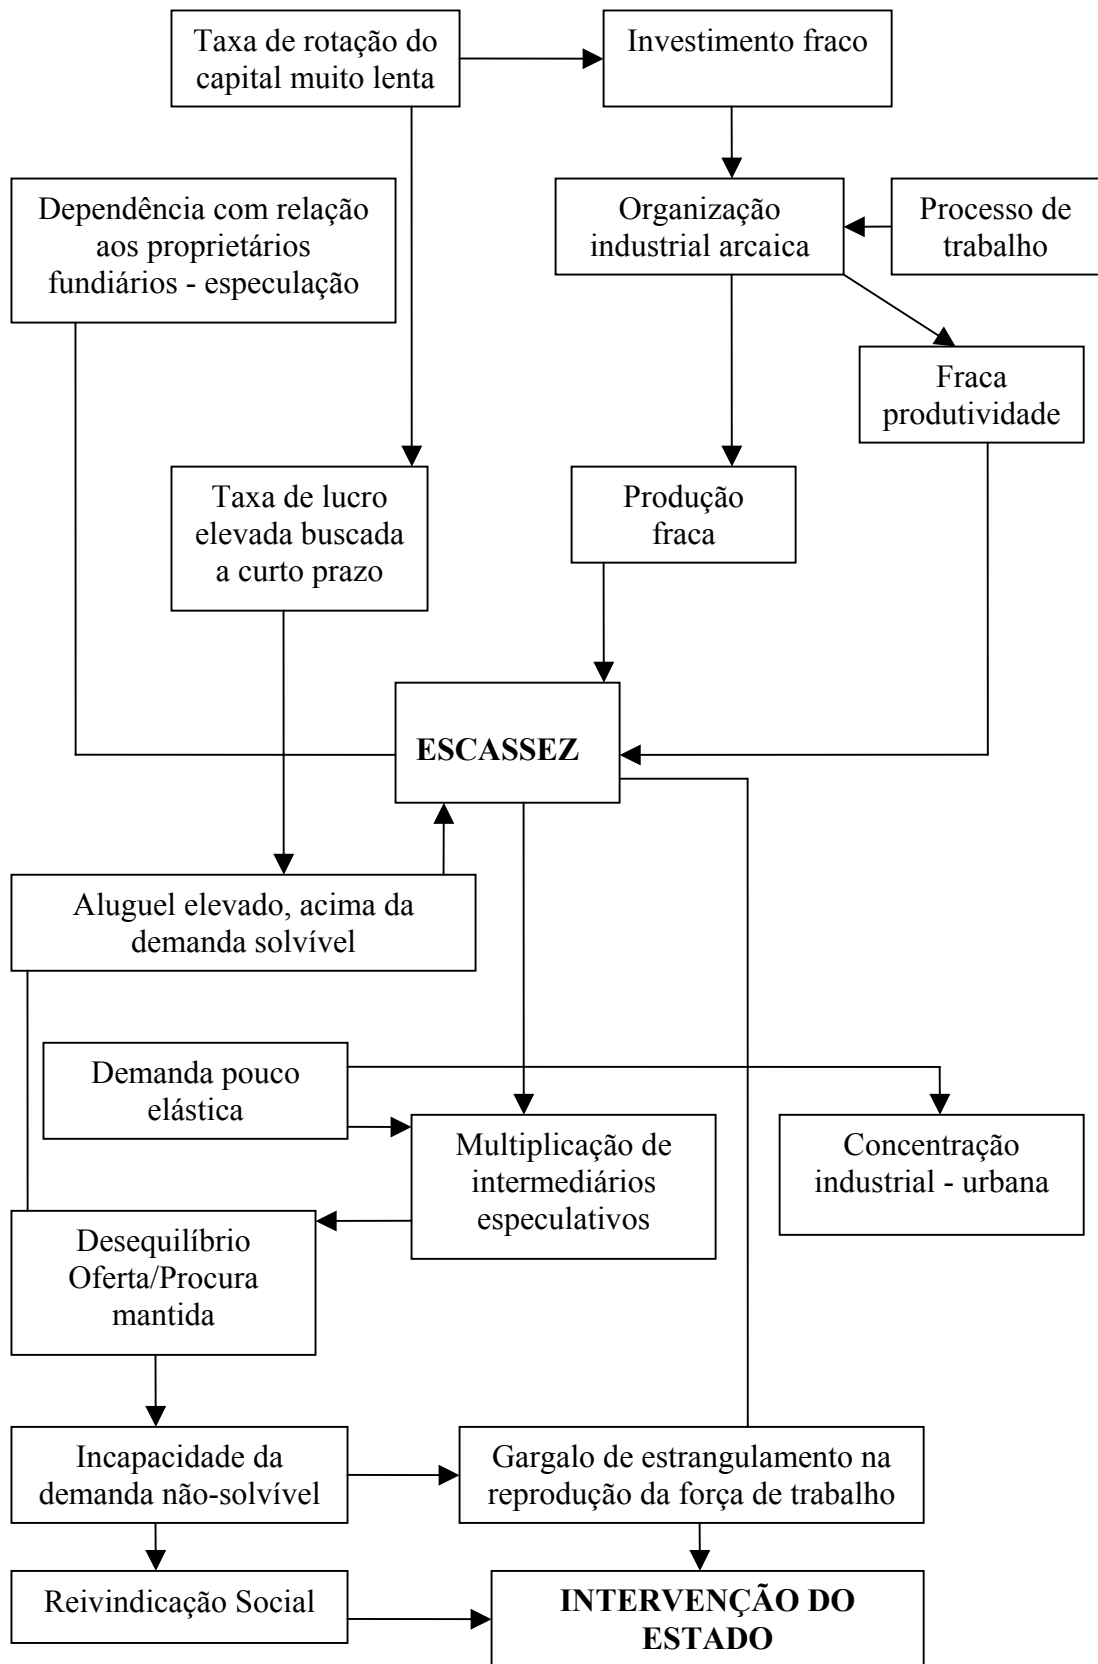 Taxa de rotação do
capital muito lenta
Investimento fraco
Dependência com relação
aos proprietários
fundiários - especulação
Organização
industrial arcaica
Processo de
trabalho
Fraca
produtividade
Taxa de lucro
elevada buscada
a curto prazo
Produção
fraca
ESCASSEZ
Aluguel elevado, acima da
demanda solvível
Demanda pouco
elástica
Multiplicação de
intermediários
especulativos
Concentração
industrial - urbana
Desequilíbrio
Oferta/Procura
mantida
Incapacidade da
demanda não-solvível
Gargalo de estrangulamento na
reprodução da força de trabalho
Reivindicação Social
INTERVENÇÃO DO
ESTADO